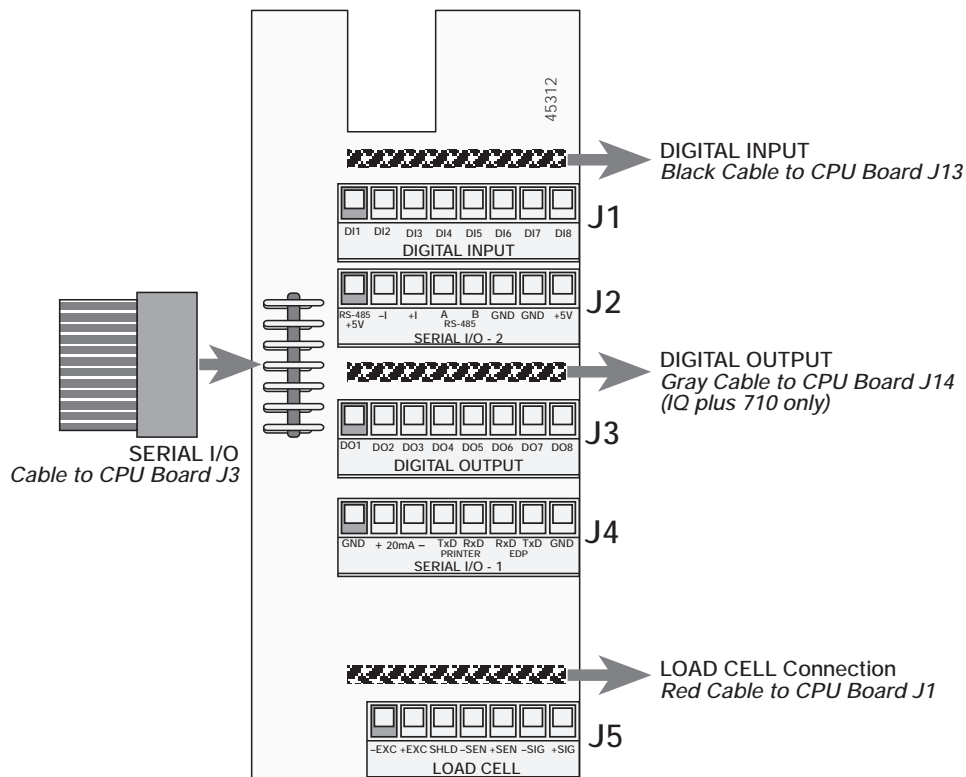 45312
DIGITAL INPUT
Black Cable to CPU Board J13
J1
DI1 DI2 DI3 DI4 DI5 DI6 DI7 DI8
DIGITAL INPUT
J2
RS-485 –I +I A B GND GND +5V
+5V RS-485
SERIAL I/O - 2
DIGITAL OUTPUT
Gray Cable to CPU Board J14
(IQ plus 710 only)
J3
DO1 DO2 DO3 DO4 DO5 DO6 DO7 DO8
DIGITAL OUTPUT
SERIAL I/O
Cable to CPU Board J3
J4
GND + 20mA – TxD RxD RxD TxD GND
PRINTER EDP
SERIAL I/O - 1
LOAD CELL Connection
Red Cable to CPU Board J1
J5
–EXC +EXC SHLD –SEN +SEN –SIG +SIG
LOAD CELL